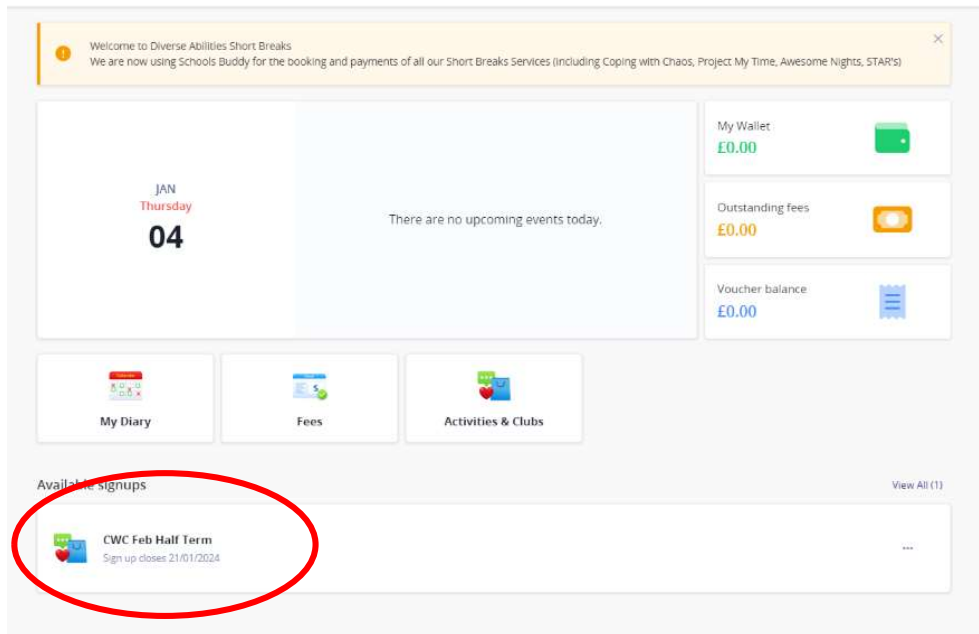 Welcome to Diverse Abilities Short Breaks
We are now using Schools Buddy for the booking and payments of all our Short Breaks Services (including Coping with Chaos, Project My Time, Awesome Nights, STAR's)
JAN
Thursday
04
There are no upcoming events today.
My Wallet
£0.00
Outstanding fees
£0.00
Voucher balance
£0.00
My Diary
Fees
Activities & Clubs
Available signups
View All (1)
CWC Feb Half Term
Sign up closes 21/01/2024